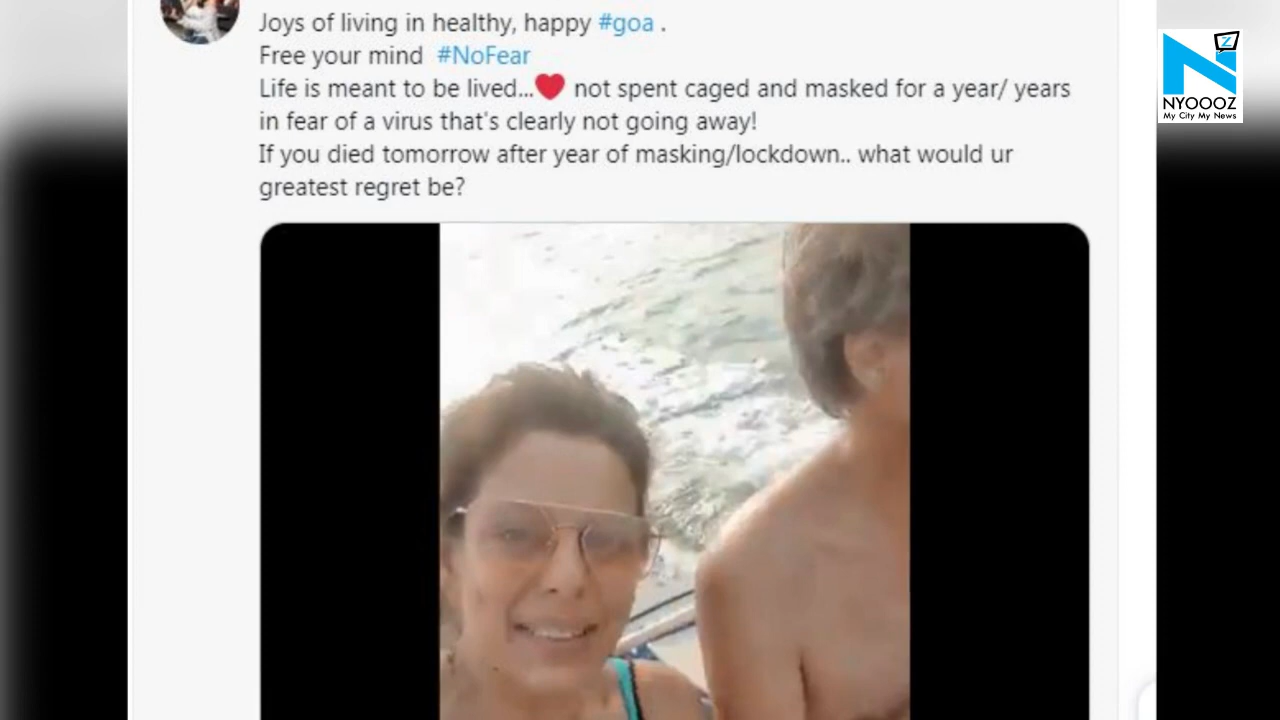 Joys of living in healthy, happy #goa .
Free your mind #NoFear
Life is meant to be lived...❤ not spent caged and masked for a year/ years
in fear of a virus that's clearly not going away!
If you died tomorrow after year of masking/lockdown.. what would ur
greatest regret be?
N Z
NYOOOZ
My City My News